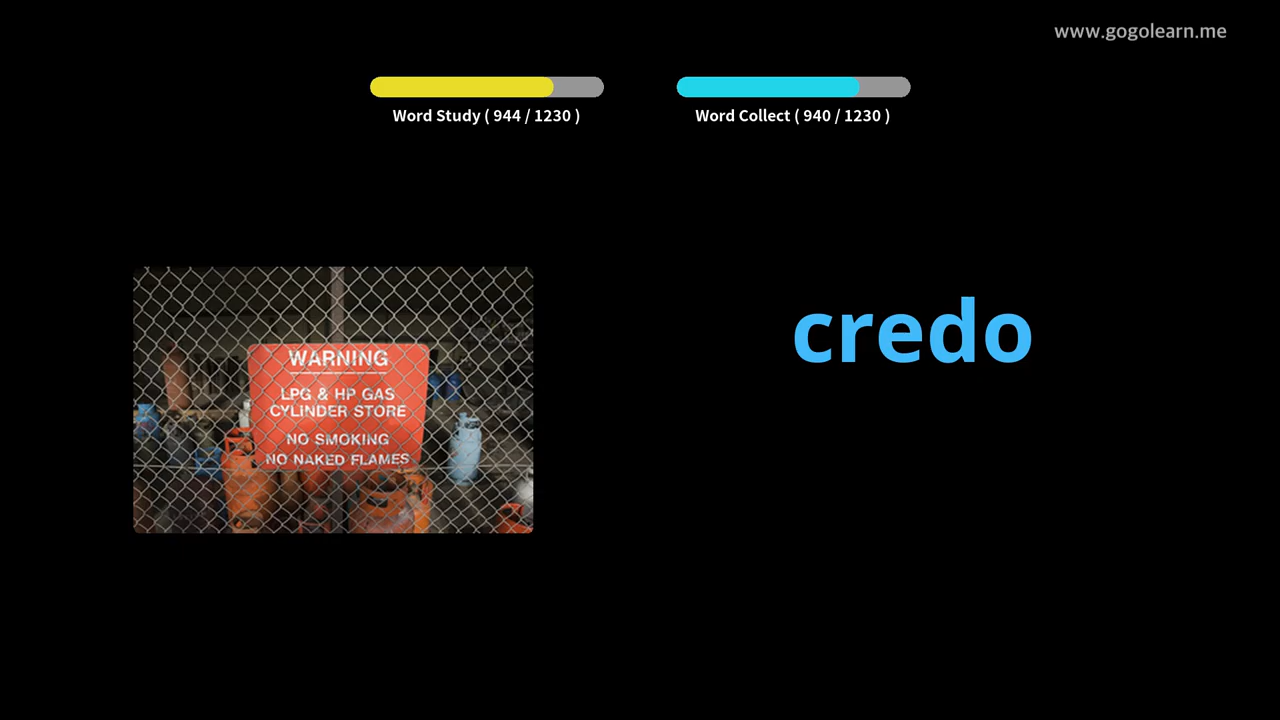 www.gogolearn.me
Word Study ( 944 / 1230 )
Word Collect ( 940 / 1230 )
WARNING
LPG & HP GAS
CYLINDER STORE
NO SMOKING
NO NAKED FLAMES
credo